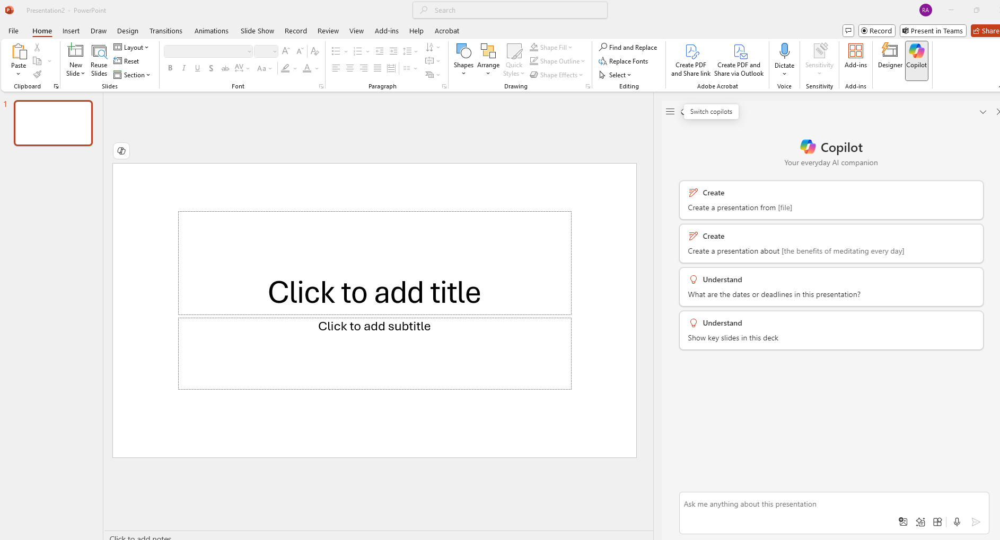 Presentation2 - PowerPoint
Search
RA
File Home Insert Draw Design Transitions Animations Slide Show Record Review View Add-ins Help Acrobat
Record
Present in Teams
Share
Paste
Clipboard
New
Slide
Reuse
Slides
Layout
Reset
Section
Slides
B I U S ab AV Aa A
Font
Paragraph
Shapes
Arrange
Quick
Styles
Shape Fill
Shape Outline
Shape Effects
Drawing
Find and Replace
Replace Fonts
Select
Editing
Create PDF
and Share link
Create PDF and
Share via Outlook
Adobe Acrobat
Dictate
Voice
Sensitivity
Sensitivity
Add-ins
Add-ins
Designer
Copilot
1
Click to add title
Click to add subtitle
Click to add notes
Switch copilots
Copilot
Your everyday AI companion
Create
Create a presentation from [file]
Create
Create a presentation about [the benefits of meditating every day]
Understand
What are the dates or deadlines in this presentation?
Understand
Show key slides in this deck
Ask me anything about this presentation